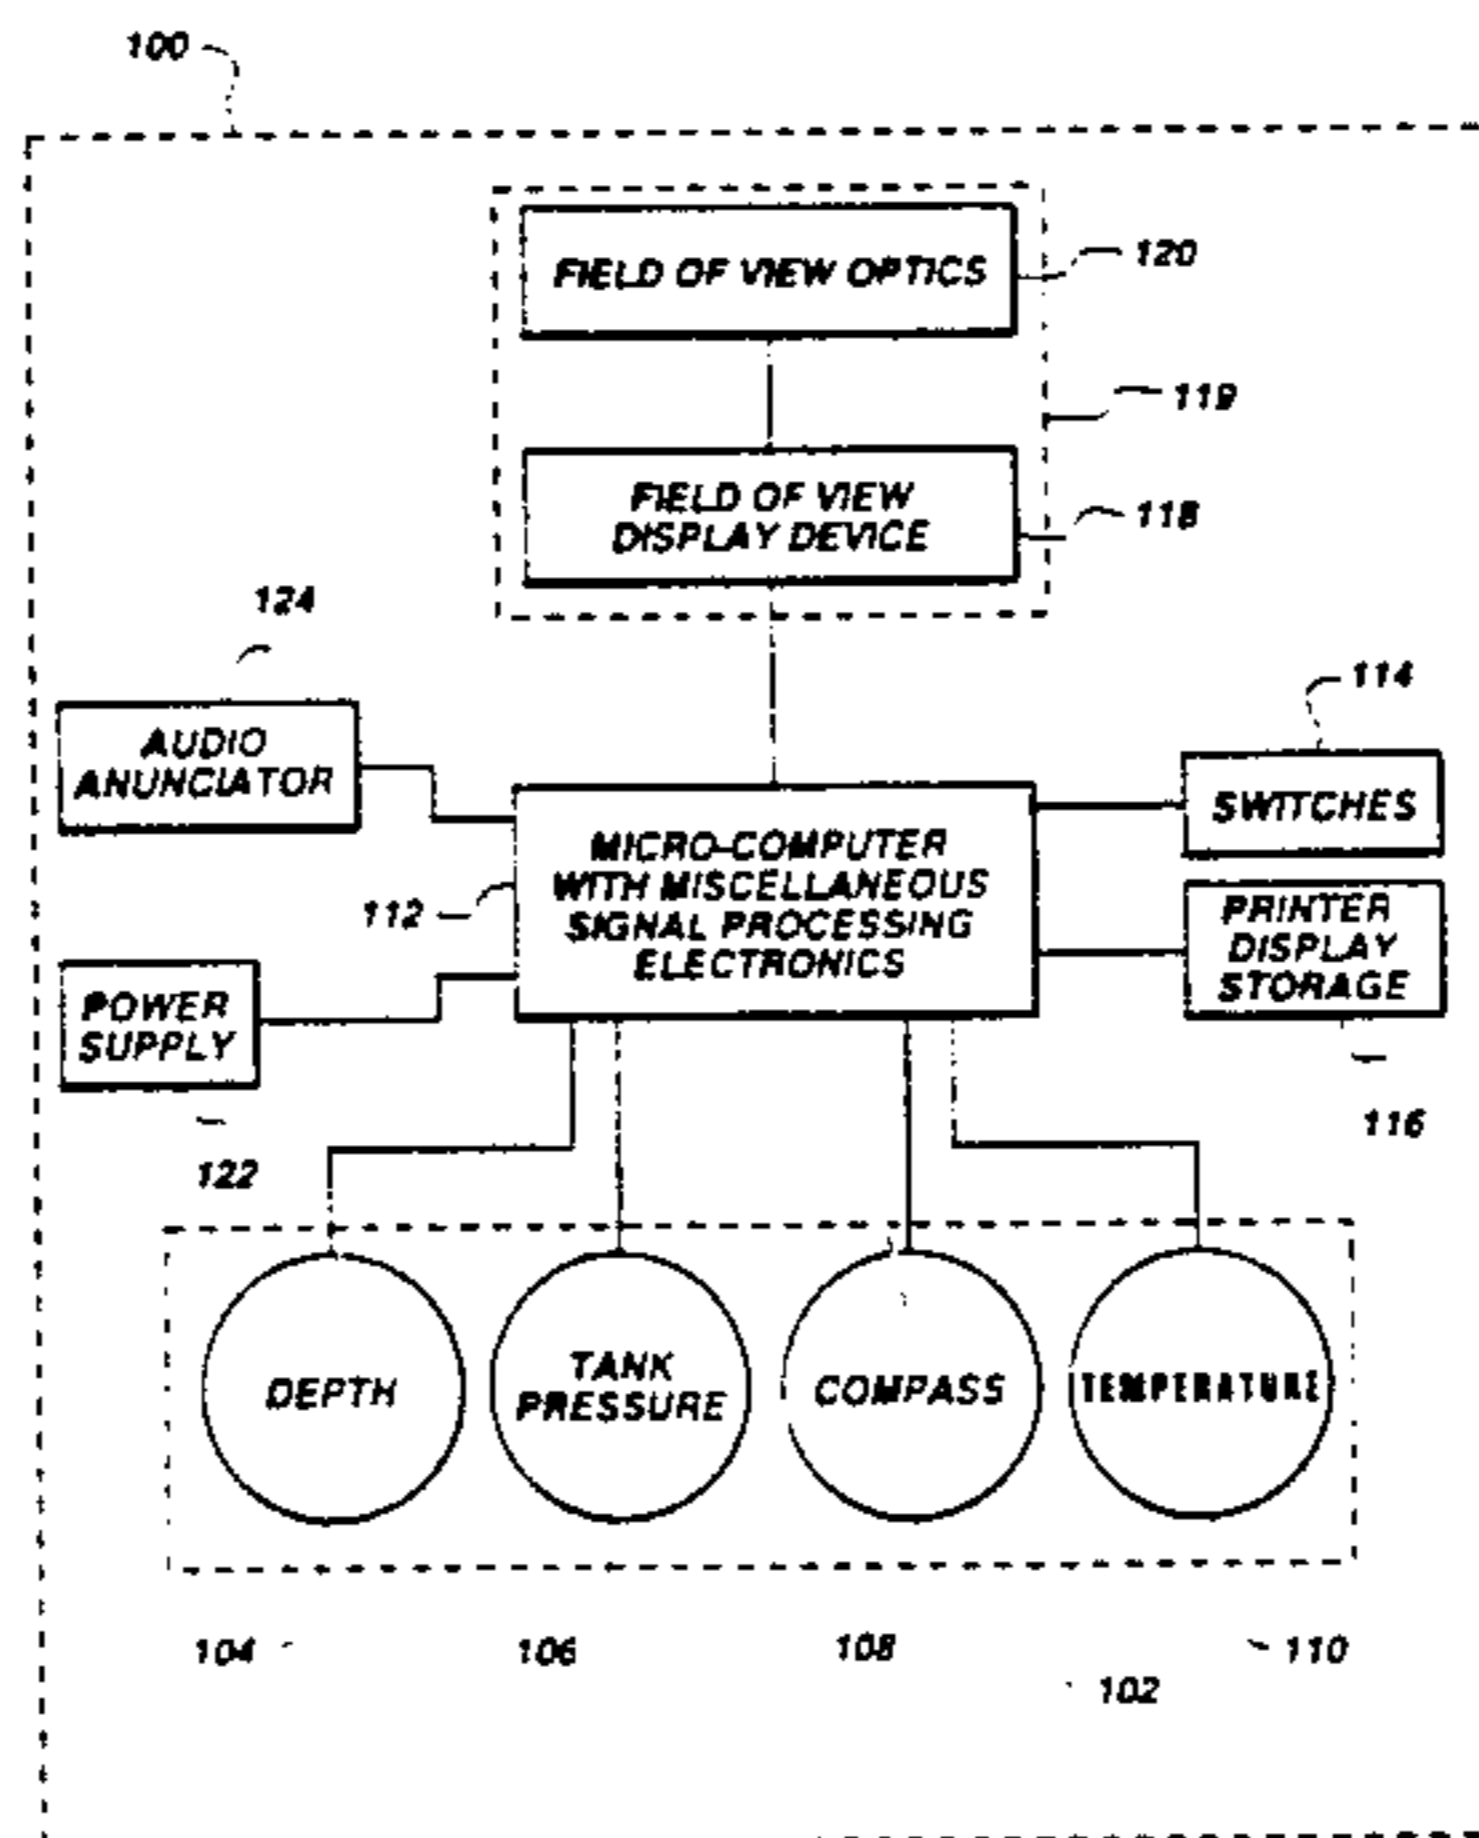 100
FIELD OF VIEW OPTICS
120
119
FIELD OF VIEW
DISPLAY DEVICE
118
124
114
AUDIO
ANUNCIATOR
SWITCHES
MICRO-COMPUTER
WITH MISCELLANEOUS
SIGNAL PROCESSING
ELECTRONICS
112
PRINTER
DISPLAY
STORAGE
POWER
SUPPLY
116
122
DEPTH
TANK
PRESSURE
COMPASS
TEMPERATURE
104
106
108
110
102